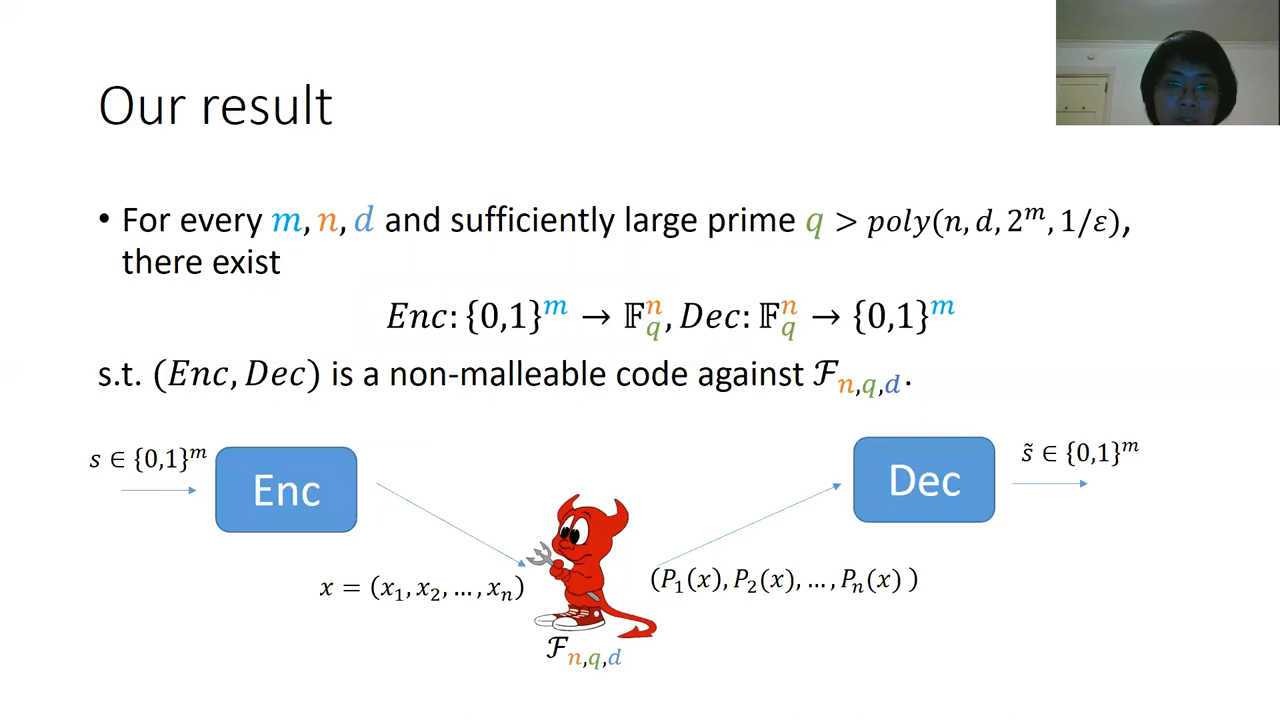 Our result
• For every m, n, d and sufficiently large prime q > poly(n, d, 2^m, 1/ε),
there exist
Enc: {0,1}^m → 𝔽_q^n, Dec: 𝔽_q^n → {0,1}^m
s.t. (Enc, Dec) is a non-malleable code against ℱ_{n,q,d}.
s ∈ {0,1}^m
Enc
Dec
s̃ ∈ {0,1}^m
x = (x_1, x_2, …, x_n)
(P_1(x), P_2(x), …, P_n(x) )
ℱ_{n,q,d}